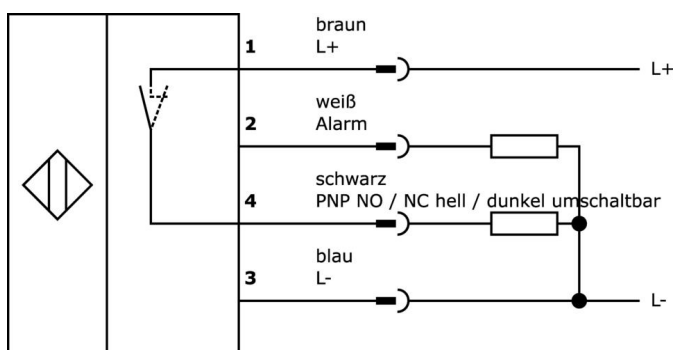 braun
1 L+
L+
weiß
2 Alarm
schwarz
4 PNP NO / NC hell / dunkel umschaltbar
blau
3 L-
L-